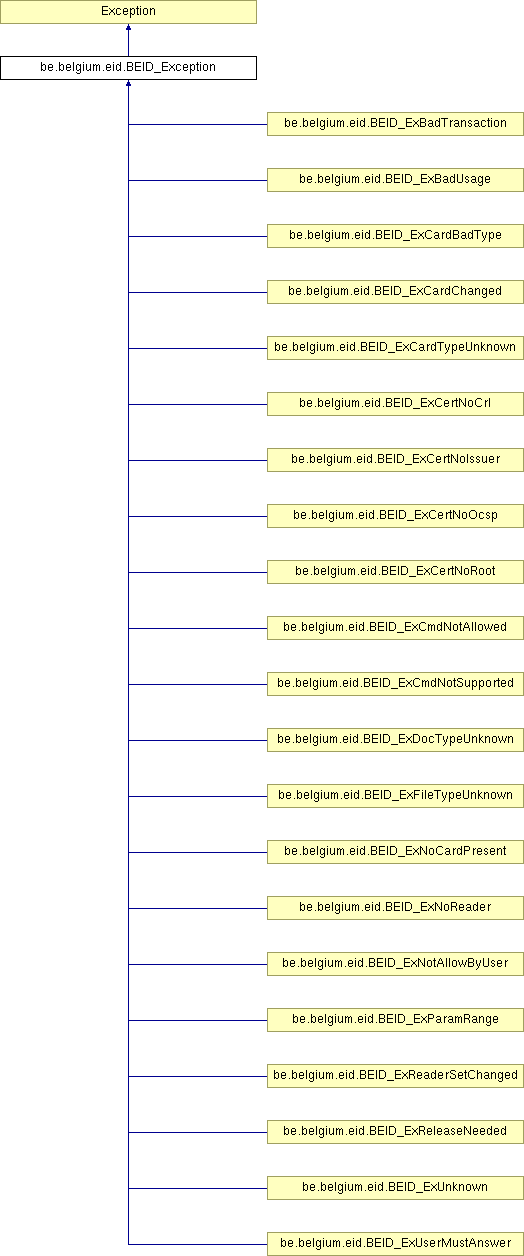 Exception
be.belgium.eid.BEID_Exception
be.belgium.eid.BEID_ExBadTransaction
be.belgium.eid.BEID_ExBadUsage
be.belgium.eid.BEID_ExCardBadType
be.belgium.eid.BEID_ExCardChanged
be.belgium.eid.BEID_ExCardTypeUnknown
be.belgium.eid.BEID_ExCertNoCrl
be.belgium.eid.BEID_ExCertNoIssuer
be.belgium.eid.BEID_ExCertNoOcsp
be.belgium.eid.BEID_ExCertNoRoot
be.belgium.eid.BEID_ExCmdNotAllowed
be.belgium.eid.BEID_ExCmdNotSupported
be.belgium.eid.BEID_ExDocTypeUnknown
be.belgium.eid.BEID_ExFileTypeUnknown
be.belgium.eid.BEID_ExNoCardPresent
be.belgium.eid.BEID_ExNoReader
be.belgium.eid.BEID_ExNotAllowByUser
be.belgium.eid.BEID_ExParamRange
be.belgium.eid.BEID_ExReaderSetChanged
be.belgium.eid.BEID_ExReleaseNeeded
be.belgium.eid.BEID_ExUnknown
be.belgium.eid.BEID_ExUserMustAnswer